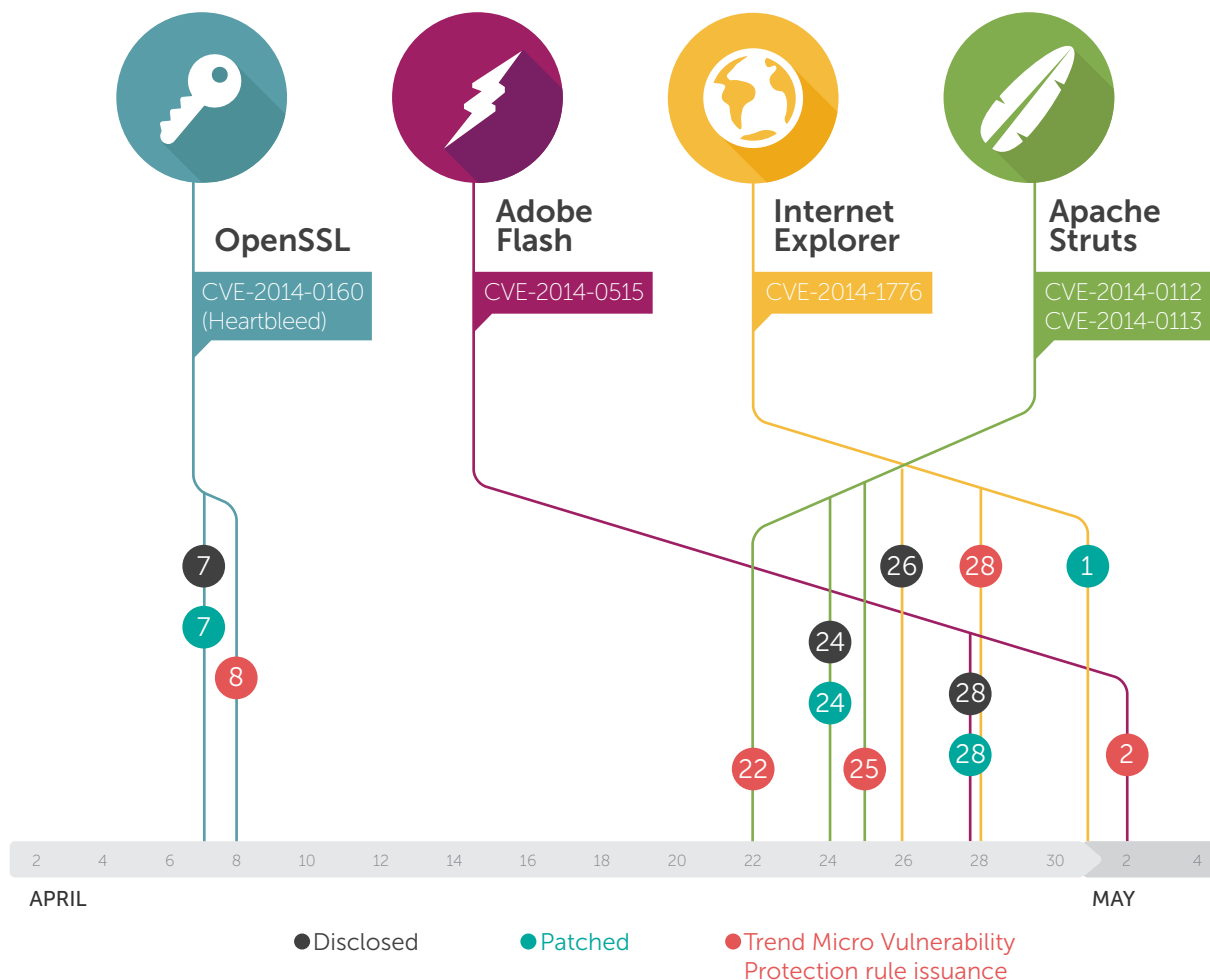 OpenSSL
CVE-2014-0160
(Heartbleed)
Adobe
Flash
CVE-2014-0515
Internet
Explorer
CVE-2014-1776
Apache
Struts
CVE-2014-0112
CVE-2014-0113
7
26
28
1
7
24
8
28
24
28
2
22
25
2 4 6 8 10 12 14 16 18 20 22 24 26 28 30 2 4
APRIL
MAY
Disclosed
Patched
Trend Micro Vulnerability
Protection rule issuance